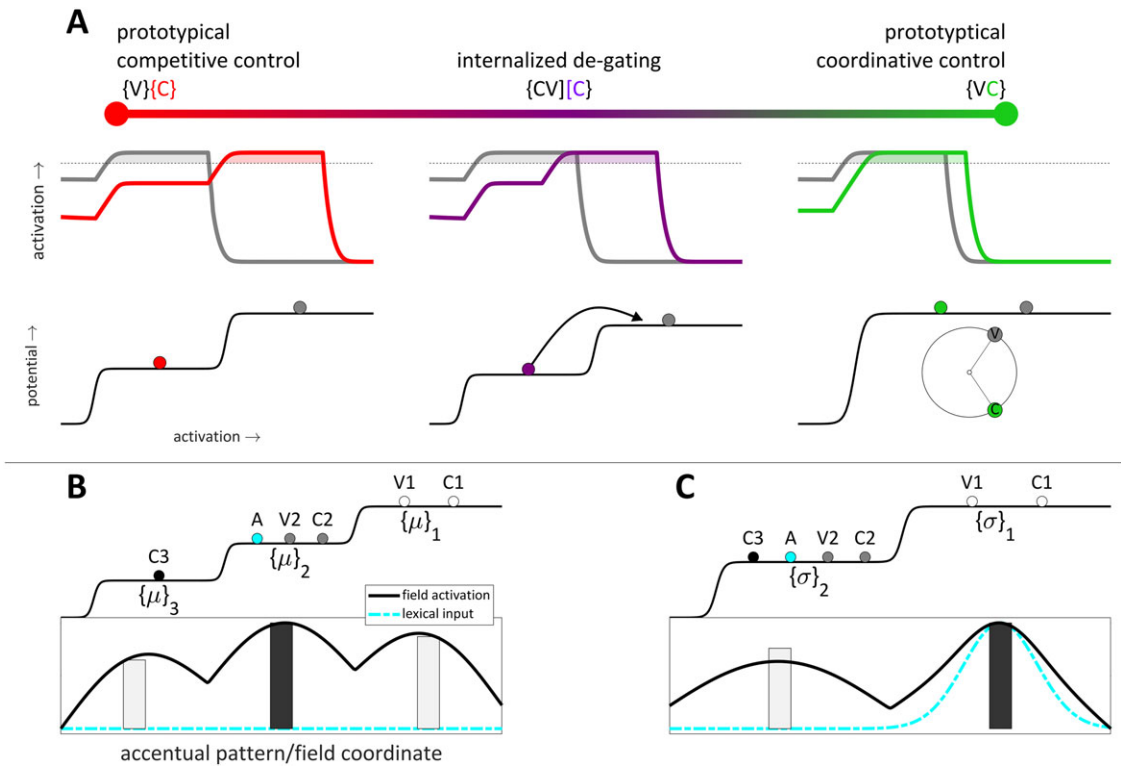 A
prototypical
competitive control
{V}{C}
internalized de-gating
{CV][C}
prototyptical
coordinative control
{VC}
activation →
potential →
activation →
V
C
B
A V2 C2
V1 C1
C3
{μ}3
{μ}2
{μ}1
field activation
lexical input
accentual pattern/field coordinate
C
V1 C1
C3 A V2 C2
{σ}2
{σ}1